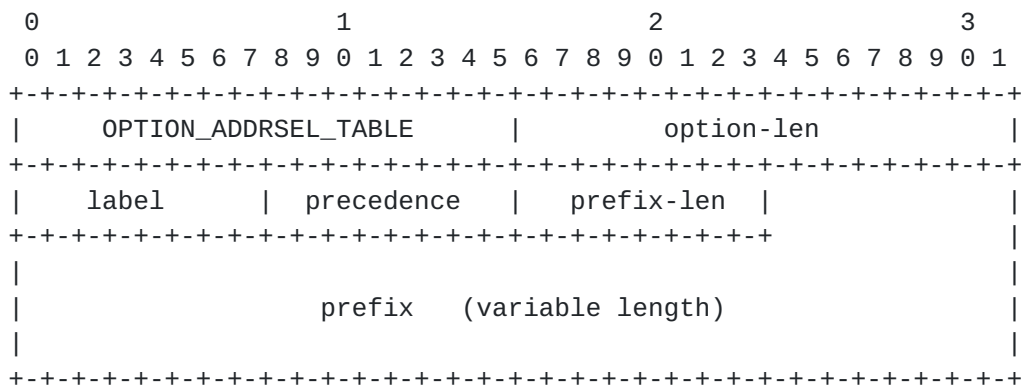 0                   1                   2                   3
 0 1 2 3 4 5 6 7 8 9 0 1 2 3 4 5 6 7 8 9 0 1 2 3 4 5 6 7 8 9 0 1
+-+-+-+-+-+-+-+-+-+-+-+-+-+-+-+-+-+-+-+-+-+-+-+-+-+-+-+-+-+-+-+-+
|     OPTION_ADDRSEL_TABLE      |         option-len            |
+-+-+-+-+-+-+-+-+-+-+-+-+-+-+-+-+-+-+-+-+-+-+-+-+-+-+-+-+-+-+-+-+
|    label      |  precedence   |   prefix-len  |               |
+-+-+-+-+-+-+-+-+-+-+-+-+-+-+-+-+-+-+-+-+-+-+-+-+               |
|                                                               |
|                   prefix   (variable length)                  |
|                                                               |
+-+-+-+-+-+-+-+-+-+-+-+-+-+-+-+-+-+-+-+-+-+-+-+-+-+-+-+-+-+-+-+-+